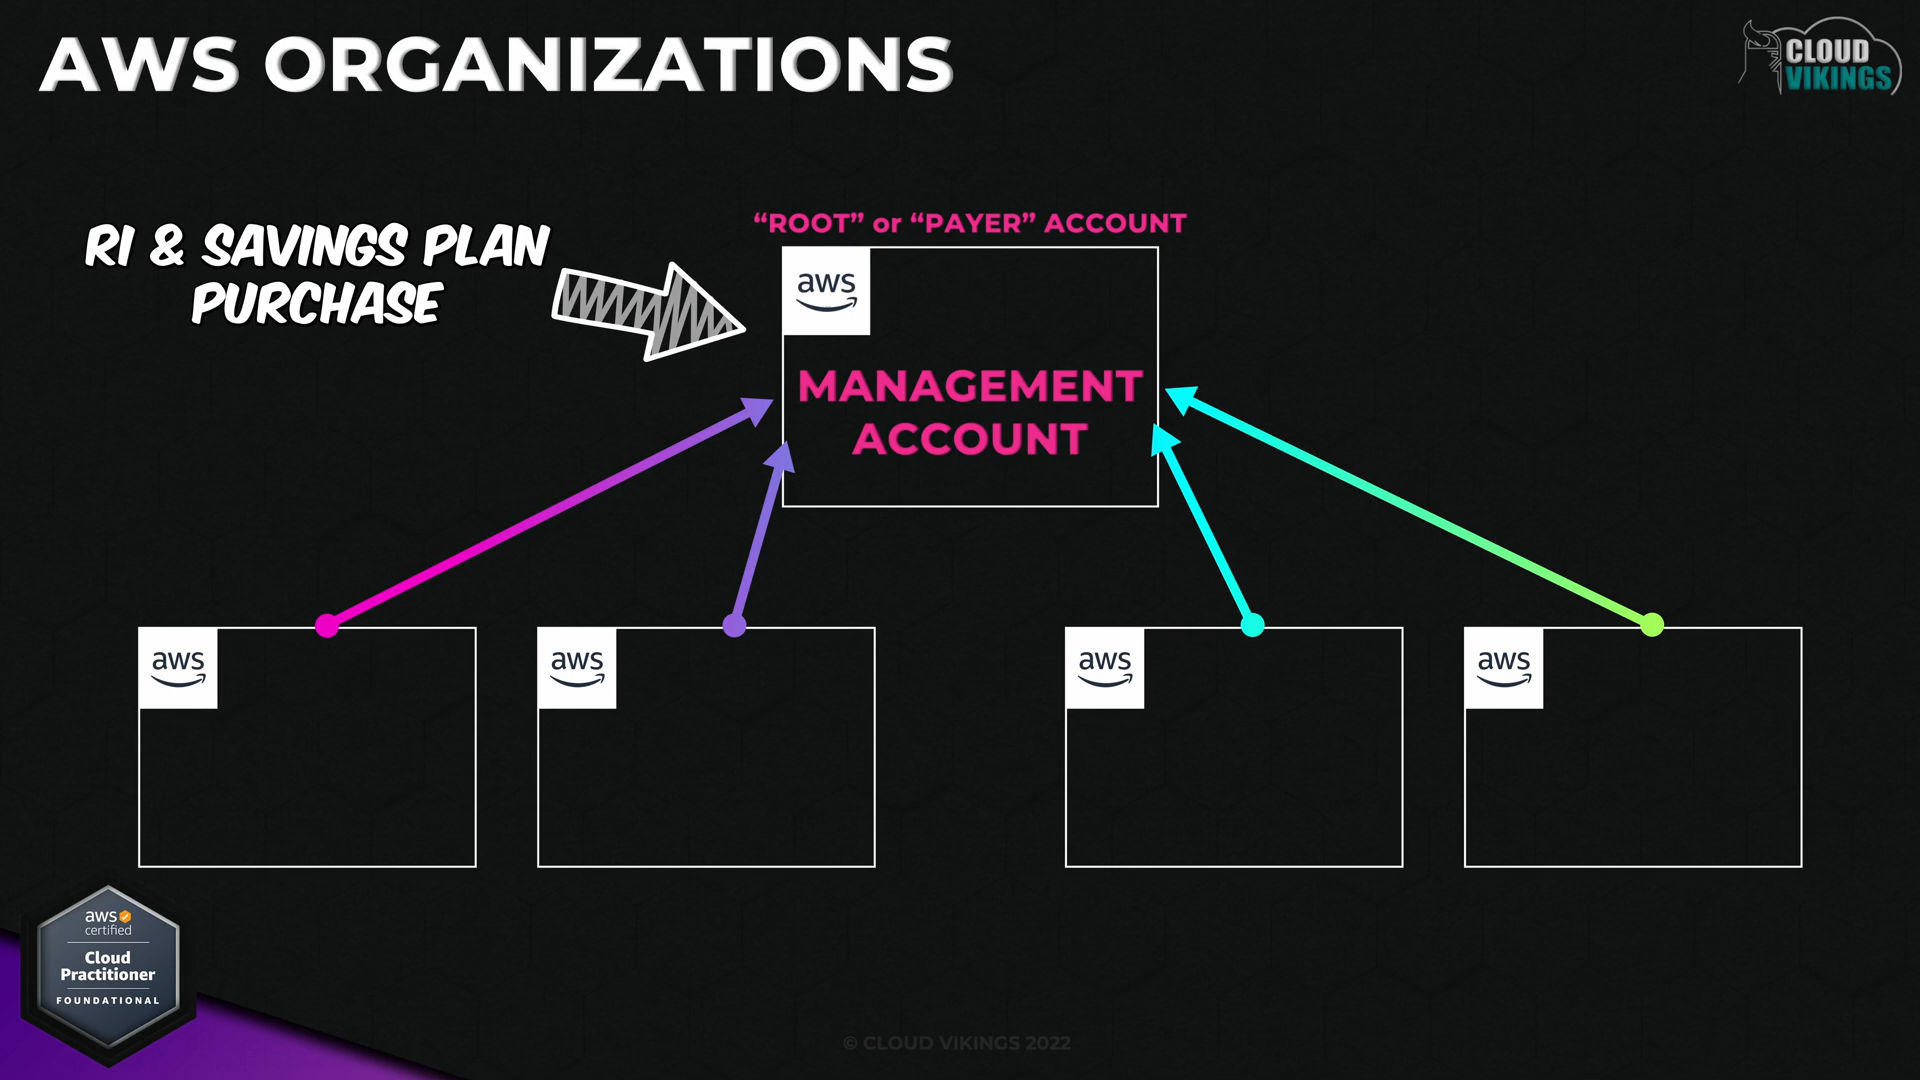 AWS ORGANIZATIONS
CLOUD
VIKINGS
RI & SAVINGS PLAN
PURCHASE
“ROOT” or “PAYER” ACCOUNT
aws
MANAGEMENT
ACCOUNT
aws
aws
aws
aws
aws
certified
Cloud
Practitioner
FOUNDATIONAL
© CLOUD VIKINGS 2022